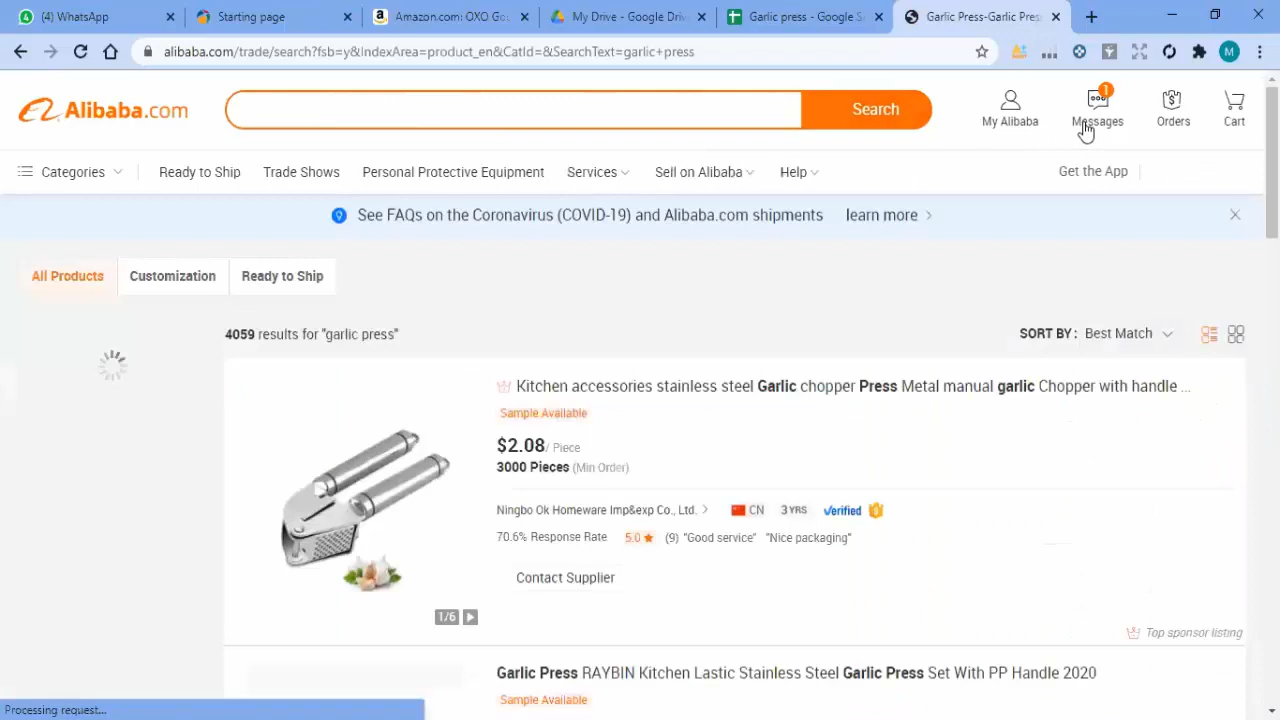 (4) WhatsApp
Starting page
Amazon.com: OXO Go
My Drive - Google Driv
Garlic press - Google S
Garlic Press-Garlic Pres
alibaba.com/trade/search?fsb=y&IndexArea=product_en&CatId=&SearchText=garlic+press
M
Alibaba.com
Search
1
My Alibaba
Messages
Orders
Cart
Categories
Ready to Ship
Trade Shows
Personal Protective Equipment
Services
Sell on Alibaba
Help
Get the App
See FAQs on the Coronavirus (COVID-19) and Alibaba.com shipments learn more
All Products
Customization
Ready to Ship
4059 results for "garlic press"
SORT BY : Best Match
Kitchen accessories stainless steel Garlic chopper Press Metal manual garlic Chopper with handle ...
Sample Available
$2.08/ Piece
3000 Pieces (Min Order)
Ningbo Ok Homeware Imp&exp Co., Ltd. CN 3 YRS Verified
70.6% Response Rate 5.0 (9) "Good service" "Nice packaging"
Contact Supplier
1/6
Top sponsor listing
Garlic Press RAYBIN Kitchen Lastic Stainless Steel Garlic Press Set With PP Handle 2020
Sample Available
Processing request...